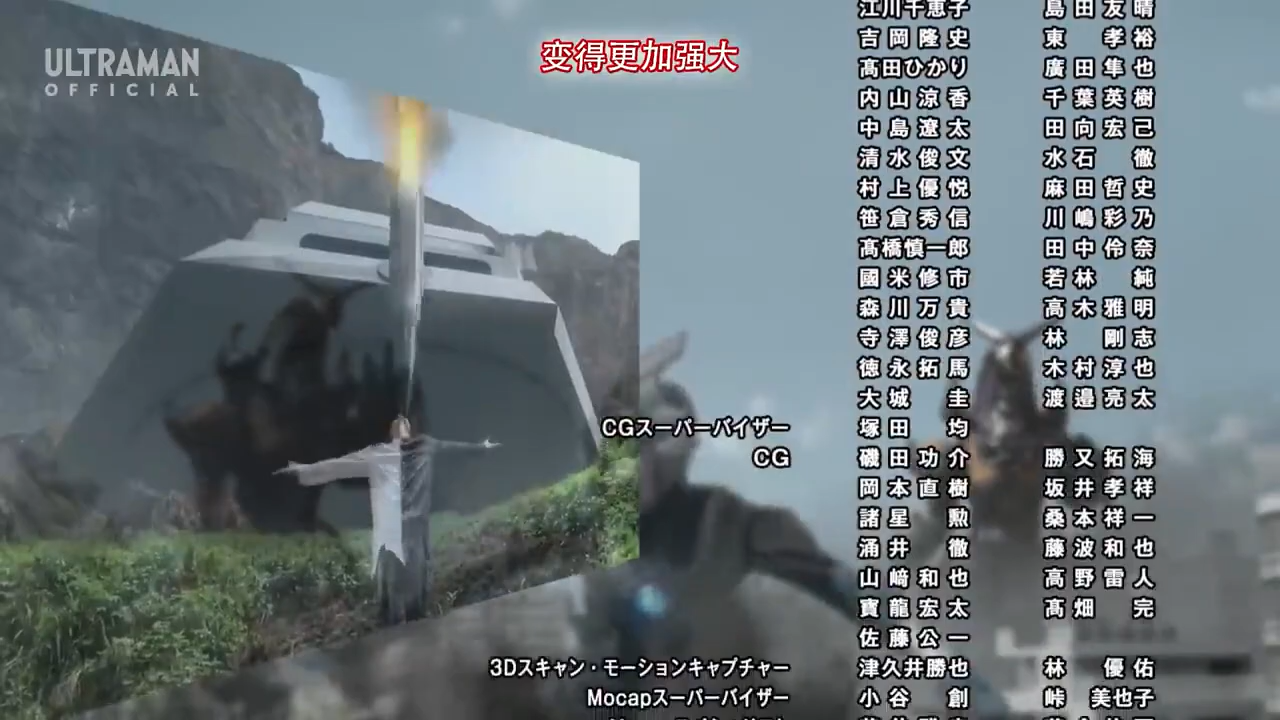 ULTRAMAN
OFFICIAL
变得更加强大
江川千恵子 島田友晴
吉岡隆史 東 孝裕
髙田ひかり 廣田隼也
内山涼香 千葉英樹
中島遼太 田向宏己
清水俊文 水石 徹
村上優悦 麻田哲史
笹倉秀信 川嶋彩乃
髙橋慎一郎 田中伶奈
國米修市 若林 純
森川万貴 高木雅明
寺澤俊彦 林 剛志
徳永拓馬 木村淳也
大城 圭 渡邉亮太
CGスーパーバイザー 塚田 均
CG 磯田功介 勝又拓海
岡本直樹 坂井孝祥
諸星 勲 桑本祥一
涌井 徹 藤波和也
山﨑和也 高野雷人
寳龍宏太 髙畑 完
佐藤公一
3Dスキャン・モーションキャプチャー 津久井勝也 林 優佑
Mocapスーパーバイザー 小谷 創 峠 美也子